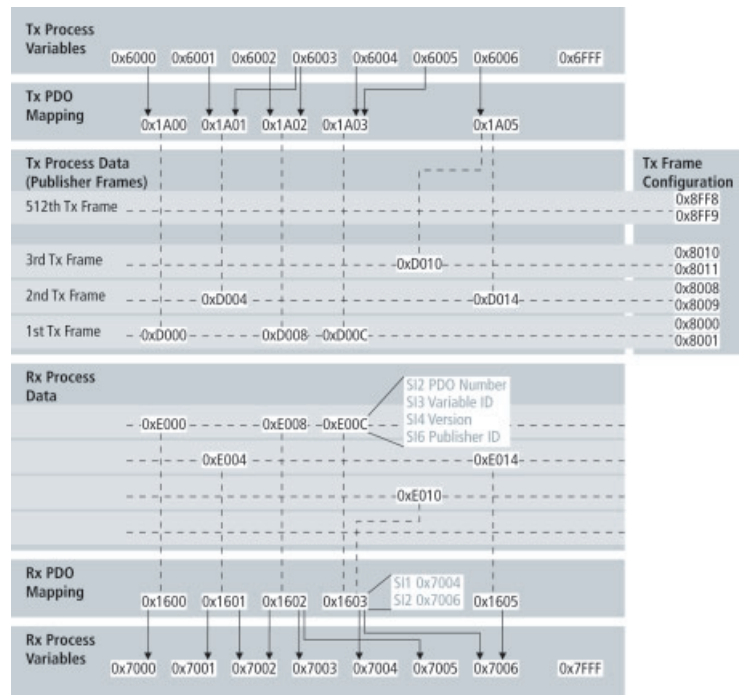 Tx Process
Variables
0x6000 0x6001 0x6002 0x6003 0x6004 0x6005 0x6006 0x6FFF
Tx PDO
Mapping
0x1A00 0x1A01 0x1A02 0x1A03 0x1A05
Tx Process Data
(Publisher Frames)
Tx Frame
Configuration
512th Tx Frame
0x8FF8
0x8FF9
3rd Tx Frame
0xD010
0x8010
0x8011
2nd Tx Frame
0xD004 0xD014
0x8008
0x8009
1st Tx Frame
0xD000 0xD008 0xD00C
0x8000
0x8001
Rx Process
Data
SI2 PDO Number
SI3 Variable ID
SI4 Version
SI6 Publisher ID
0xE000 0xE008 0xE00C
0xE004 0xE014
0xE010
Rx PDO
Mapping
SI1 0x7004
SI2 0x7006
0x1600 0x1601 0x1602 0x1603 0x1605
Rx Process
Variables
0x7000 0x7001 0x7002 0x7003 0x7004 0x7005 0x7006 0x7FFF